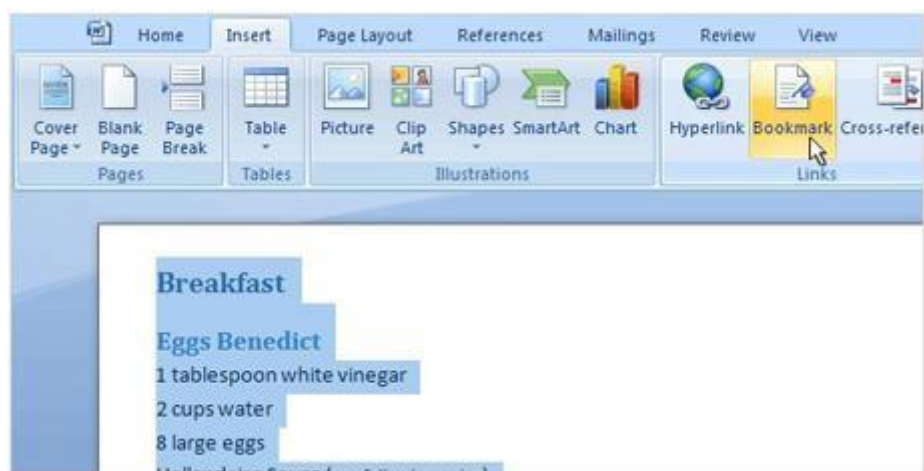 Home Insert Page Layout References Mailings Review View
Cover Page Blank Page Page Break Table Picture Clip Art Shapes SmartArt Chart Hyperlink Bookmark Cross-refe
Pages Tables Illustrations Links
Breakfast
Eggs Benedict
1 tablespoon white vinegar
2 cups water
8 large eggs